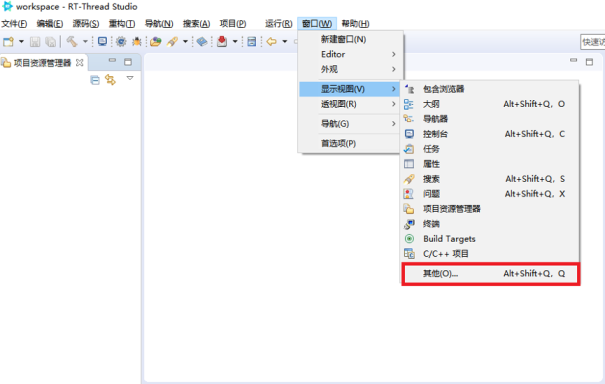 workspace - RT-Thread Studio
文件(F) 编辑(E) 源码(S) 重构(T) 导航(N) 搜索(A) 项目(P) 运行(R) 窗口(W) 帮助(H)
快速访
项目资源管理器
新建窗口(N)
Editor
外观
显示视图(V)
透视图(R)
导航(G)
首选项(P)
包含浏览器
大纲 Alt+Shift+Q, O
导航器
控制台 Alt+Shift+Q, C
任务
属性
搜索 Alt+Shift+Q, S
问题 Alt+Shift+Q, X
项目资源管理器
终端
Build Targets
C/C++ 项目
其他(O)... Alt+Shift+Q, Q